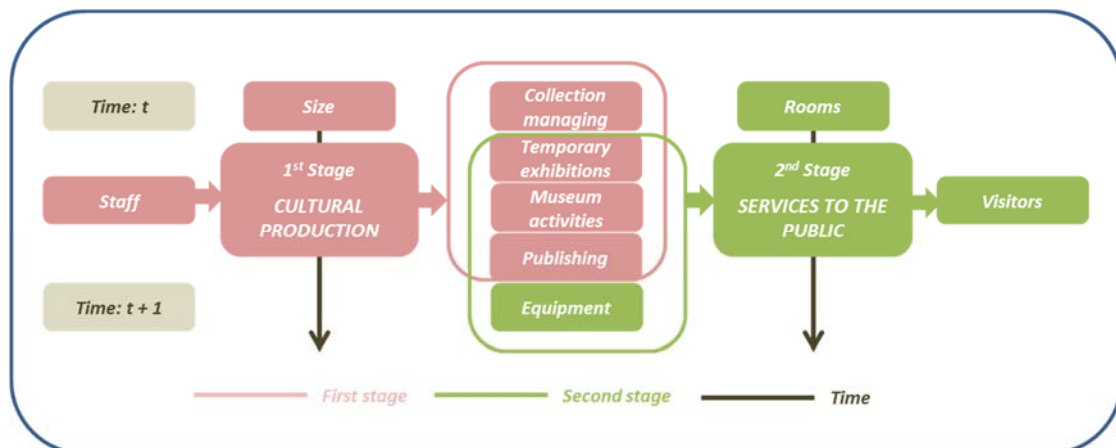 Time: t
Size
Collection
managing
Rooms
Temporary
exhibitions
Staff
1st Stage
CULTURAL
PRODUCTION
Museum
activities
2nd Stage
SERVICES TO THE
PUBLIC
Visitors
Publishing
Time: t + 1
Equipment
First stage
Second stage
Time